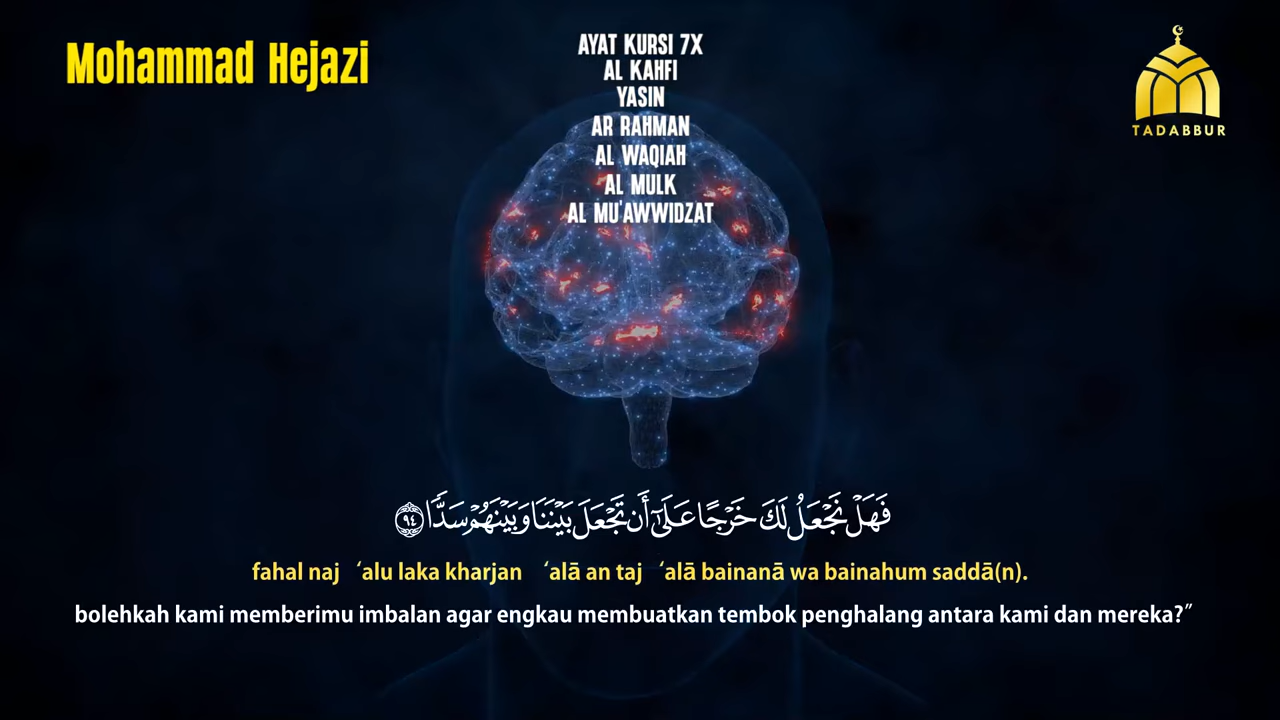 Mohammad Hejazi
AYAT KURSI 7X
AL KAHFI
YASIN
AR RAHMAN
AL WAQIAH
AL MULK
AL MU'AWWIDZAT
TADABBUR
فَهَلْ نَجْعَلُ لَكَ خَرْجًا عَلَىٰٓ أَن تَجْعَلَ بَيْنَنَا وَبَيْنَهُمْ سَدًّا ٩٤
fahal naj ‘alu laka kharjan ‘alā an taj ‘alā bainanā wa bainahum saddā(n).
bolehkah kami memberimu imbalan agar engkau membuatkan tembok penghalang antara kami dan mereka?”